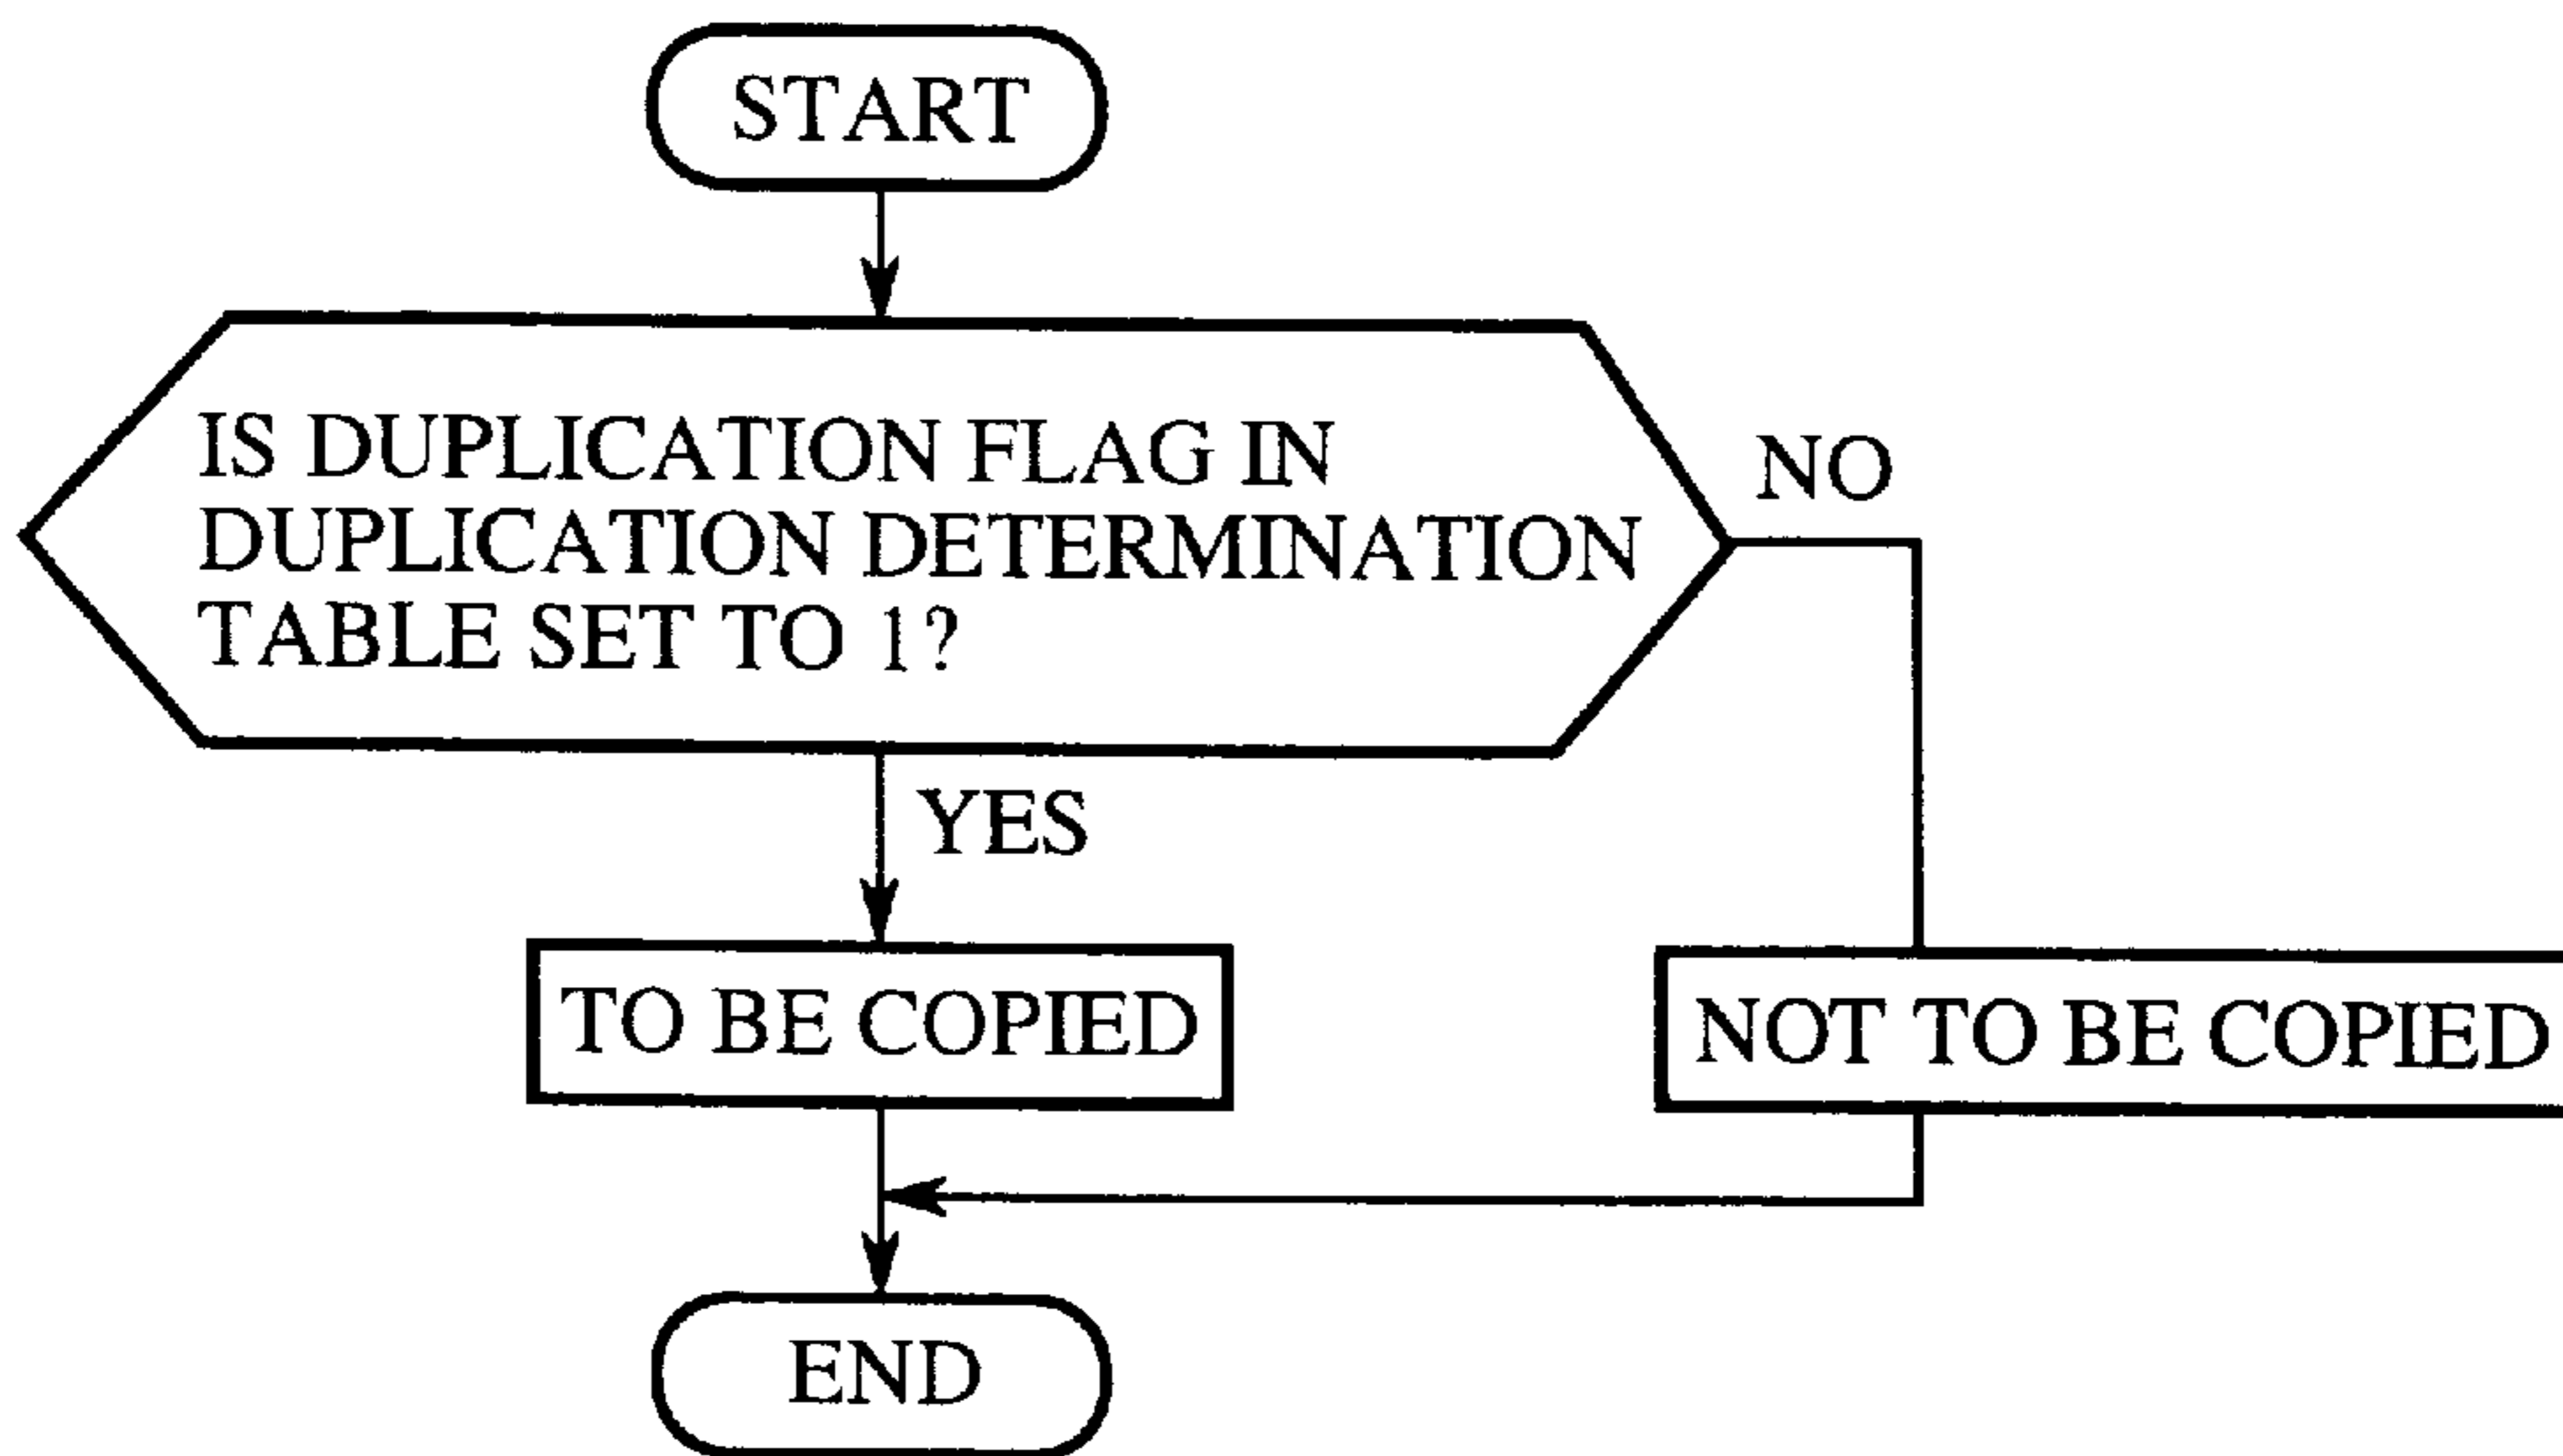 START
IS DUPLICATION FLAG IN
DUPLICATION DETERMINATION
TABLE SET TO 1?
NO
YES
TO BE COPIED
NOT TO BE COPIED
END